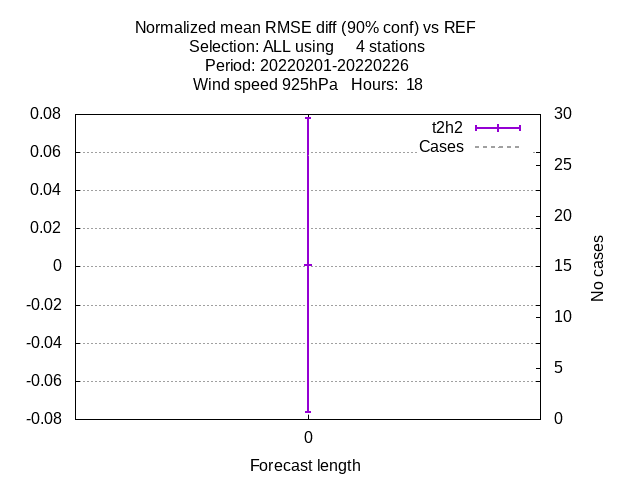 Normalized mean RMSE diff (90% conf) vs REF
Selection: ALL using     4 stations
Period: 20220201-20220226
Wind speed 925hPa   Hours:  18
t2h2
Cases
0.08
0.06
0.04
0.02
0
-0.02
-0.04
-0.06
-0.08
30
25
20
15
10
5
0
No cases
0
Forecast length